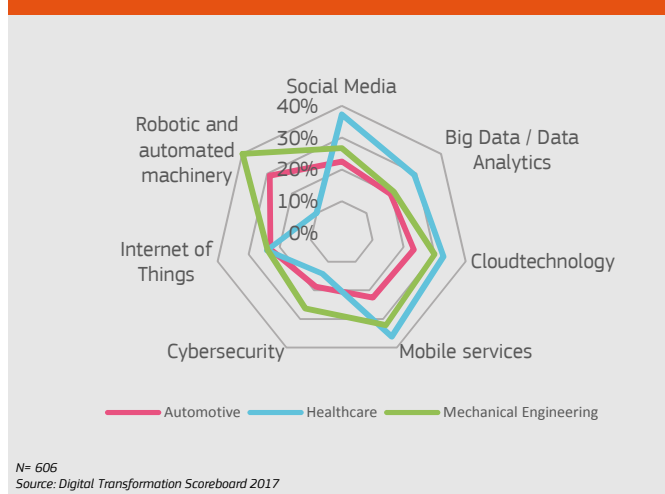 Social Media
40%
30%
20%
10%
0%
Big Data / Data
Analytics
Cloudtechnology
Mobile services
Cybersecurity
Internet of
Things
Robotic and
automated
machinery
Automotive
Healthcare
Mechanical Engineering
N= 606
Source: Digital Transformation Scoreboard 2017